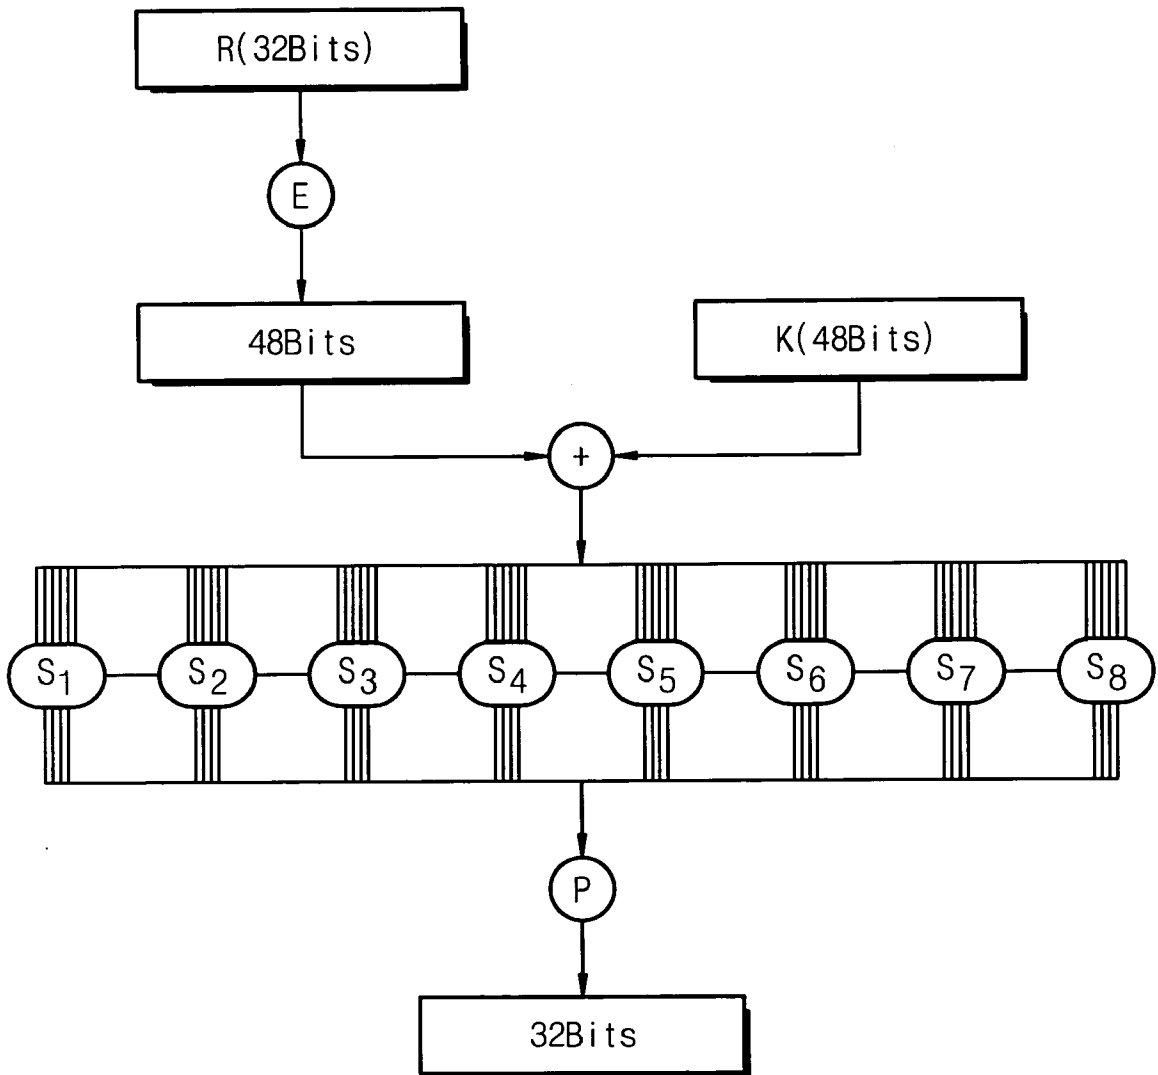 R(32Bits)
E
48Bits
K(48Bits)
+
S1 S2 S3 S4 S5 S6 S7 S8
P
32Bits